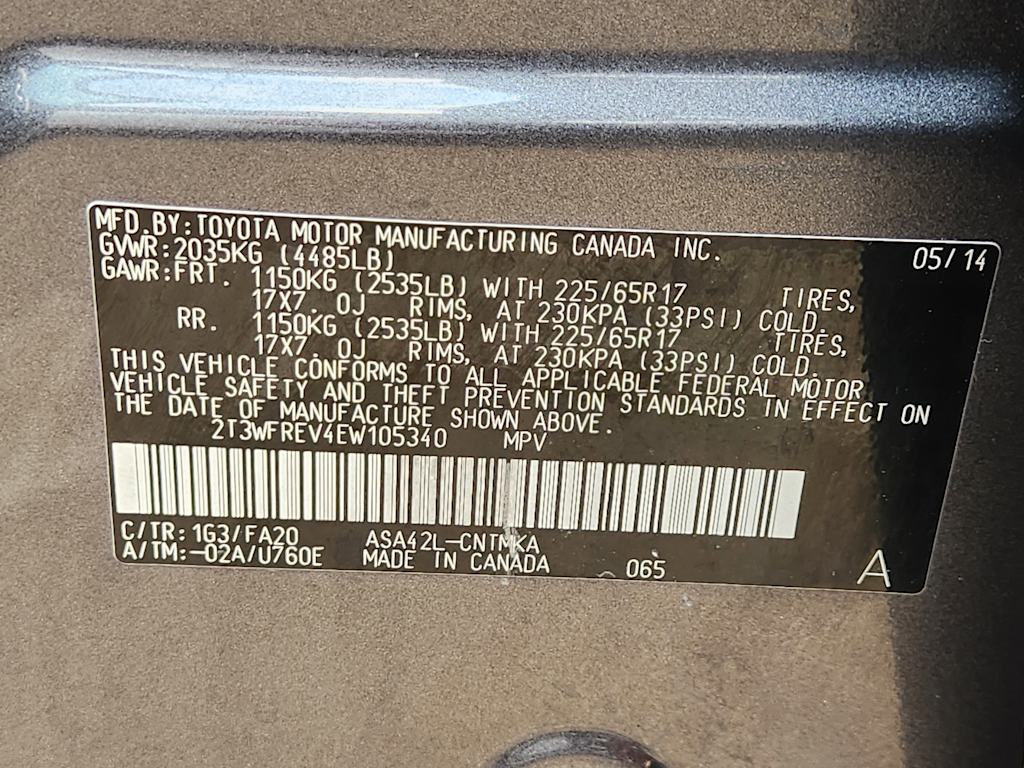 MFD.BY:TOYOTA MOTOR MANUFACTURING CANADA INC. 05/14
GVWR:2035KG (4485LB)
GAWR:FRT. 1150KG (2535LB) WITH 225/65R17 TIRES,
17X7.0J RIMS, AT 230KPA (33PSI) COLD.
RR. 1150KG (2535LB) WITH 225/65R17 TIRES,
17X7.0J RIMS, AT 230KPA (33PSI) COLD.
THIS VEHICLE CONFORMS TO ALL APPLICABLE FEDERAL MOTOR
VEHICLE SAFETY AND THEFT PREVENTION STANDARDS IN EFFECT ON
THE DATE OF MANUFACTURE SHOWN ABOVE.
2T3WFREV4EW105340 MPV
C/TR:1G3/FA20 ASA42L-CNTMKA
A/TM:-02A/U760E MADE IN CANADA 065 A